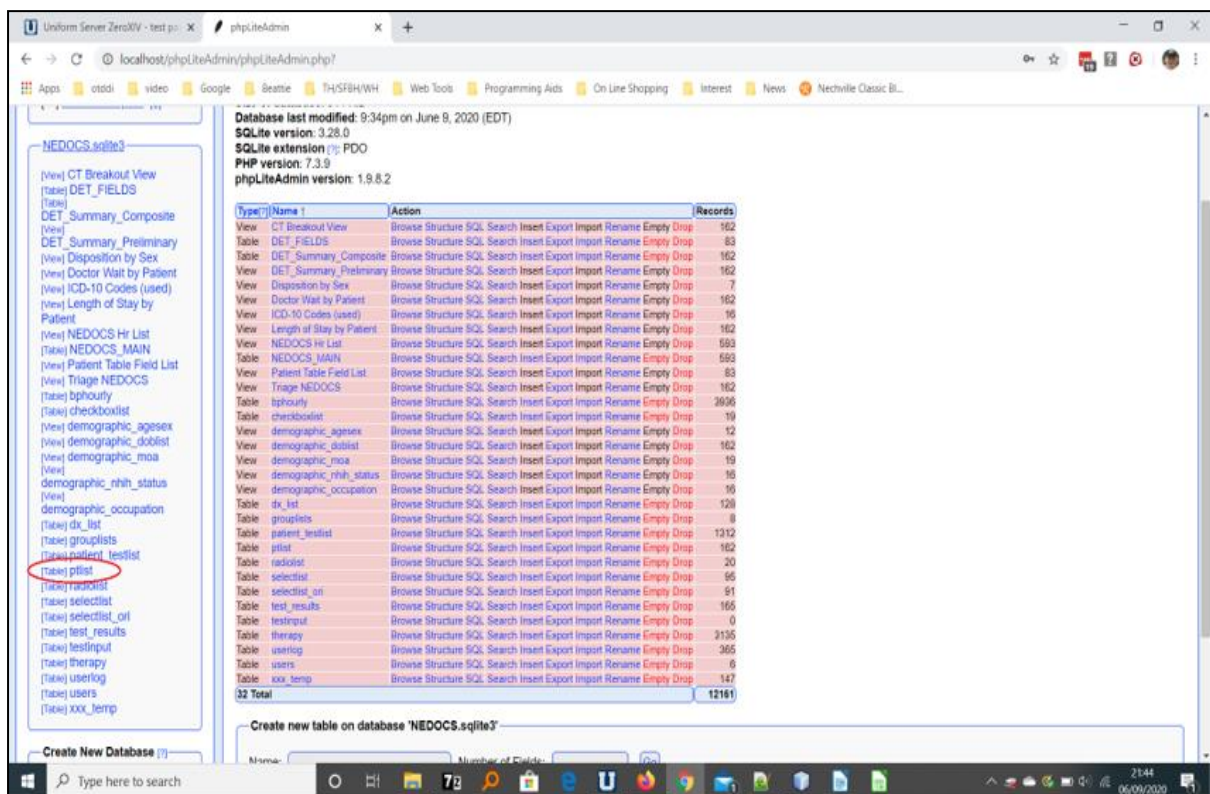 Uniform Server ZeroXIV - test pa
phpLiteAdmin
localhost/phpLiteAdmin/phpLiteAdmin.php?
Apps otddi video Google Beattie TH/SFBH/WH Web Tools Programming Aids On Line Shopping Interest News Nechville Classic Bl...
NEDOCS.sqlite3
[View] CT Breakout View
[Table] DET_FIELDS
[Table]
DET_Summary_Composite
[View]
DET_Summary_Preliminary
[View] Disposition by Sex
[View] Doctor Wait by Patient
[View] ICD-10 Codes (used)
[View] Length of Stay by
Patient
[View] NEDOCS Hr List
[Table] NEDOCS_MAIN
[View] Patient Table Field List
[View] Triage NEDOCS
[Table] bphourly
[Table] checkboxlist
[View] demographic_agesex
[View] demographic_doblist
[View] demographic_moa
[View]
demographic_nhih_status
[View]
demographic_occupation
[Table] dx_list
[Table] grouplists
[Table] patient_testlist
[Table] ptlist
[Table] radiolist
[Table] selectlist
[Table] selectlist_ori
[Table] test_results
[Table] testinput
[Table] therapy
[Table] userlog
[Table] users
[Table] xxx_temp
Create New Database [?]
Database last modified: 9:34pm on June 9, 2020 (EDT)
SQLite version: 3.28.0
SQLite extension [?]: PDO
PHP version: 7.3.9
phpLiteAdmin version: 1.9.8.2
Type[?] Name ↑ Action Records
View CT Breakout View Browse Structure SQL Search Insert Export Import Rename Empty Drop 162
Table DET_FIELDS Browse Structure SQL Search Insert Export Import Rename Empty Drop 83
Table DET_Summary_Composite Browse Structure SQL Search Insert Export Import Rename Empty Drop 162
View DET_Summary_Preliminary Browse Structure SQL Search Insert Export Import Rename Empty Drop 162
View Disposition by Sex Browse Structure SQL Search Insert Export Import Rename Empty Drop 7
View Doctor Wait by Patient Browse Structure SQL Search Insert Export Import Rename Empty Drop 162
View ICD-10 Codes (used) Browse Structure SQL Search Insert Export Import Rename Empty Drop 16
View Length of Stay by Patient Browse Structure SQL Search Insert Export Import Rename Empty Drop 162
View NEDOCS Hr List Browse Structure SQL Search Insert Export Import Rename Empty Drop 593
Table NEDOCS_MAIN Browse Structure SQL Search Insert Export Import Rename Empty Drop 593
View Patient Table Field List Browse Structure SQL Search Insert Export Import Rename Empty Drop 83
View Triage NEDOCS Browse Structure SQL Search Insert Export Import Rename Empty Drop 162
Table bphourly Browse Structure SQL Search Insert Export Import Rename Empty Drop 3936
Table checkboxlist Browse Structure SQL Search Insert Export Import Rename Empty Drop 19
View demographic_agesex Browse Structure SQL Search Insert Export Import Rename Empty Drop 12
View demographic_doblist Browse Structure SQL Search Insert Export Import Rename Empty Drop 162
View demographic_moa Browse Structure SQL Search Insert Export Import Rename Empty Drop 19
View demographic_nhih_status Browse Structure SQL Search Insert Export Import Rename Empty Drop 16
View demographic_occupation Browse Structure SQL Search Insert Export Import Rename Empty Drop 16
Table dx_list Browse Structure SQL Search Insert Export Import Rename Empty Drop 128
Table grouplists Browse Structure SQL Search Insert Export Import Rename Empty Drop 8
Table patient_testlist Browse Structure SQL Search Insert Export Import Rename Empty Drop 1312
Table ptlist Browse Structure SQL Search Insert Export Import Rename Empty Drop 162
Table radiolist Browse Structure SQL Search Insert Export Import Rename Empty Drop 20
Table selectlist Browse Structure SQL Search Insert Export Import Rename Empty Drop 95
Table selectlist_ori Browse Structure SQL Search Insert Export Import Rename Empty Drop 91
Table test_results Browse Structure SQL Search Insert Export Import Rename Empty Drop 165
Table testinput Browse Structure SQL Search Insert Export Import Rename Empty Drop 0
Table therapy Browse Structure SQL Search Insert Export Import Rename Empty Drop 3135
Table userlog Browse Structure SQL Search Insert Export Import Rename Empty Drop 365
Table users Browse Structure SQL Search Insert Export Import Rename Empty Drop 6
Table xxx_temp Browse Structure SQL Search Insert Export Import Rename Empty Drop 147
32 Total 12161
Create new table on database 'NEDOCS.sqlite3'
Name: Number of Fields: Go
Type here to search
21:44
06/09/2020